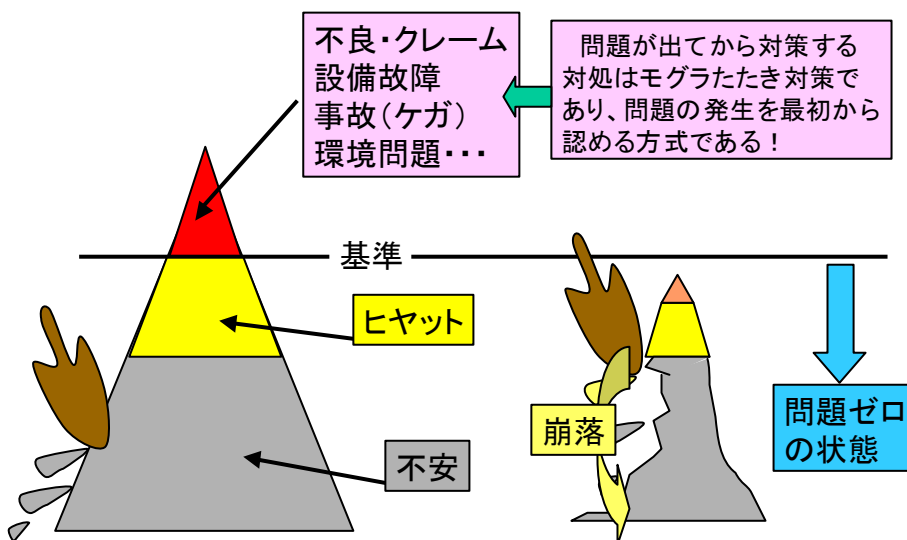 不良・クレーム
設備故障
事故（ケガ）
環境問題・・・
問題が出てから対策する
対処はモグラたたき対策で
あり、問題の発生を最初から
認める方式である！
基準
ヒヤット
崩落
不安
問題ゼロ
の状態